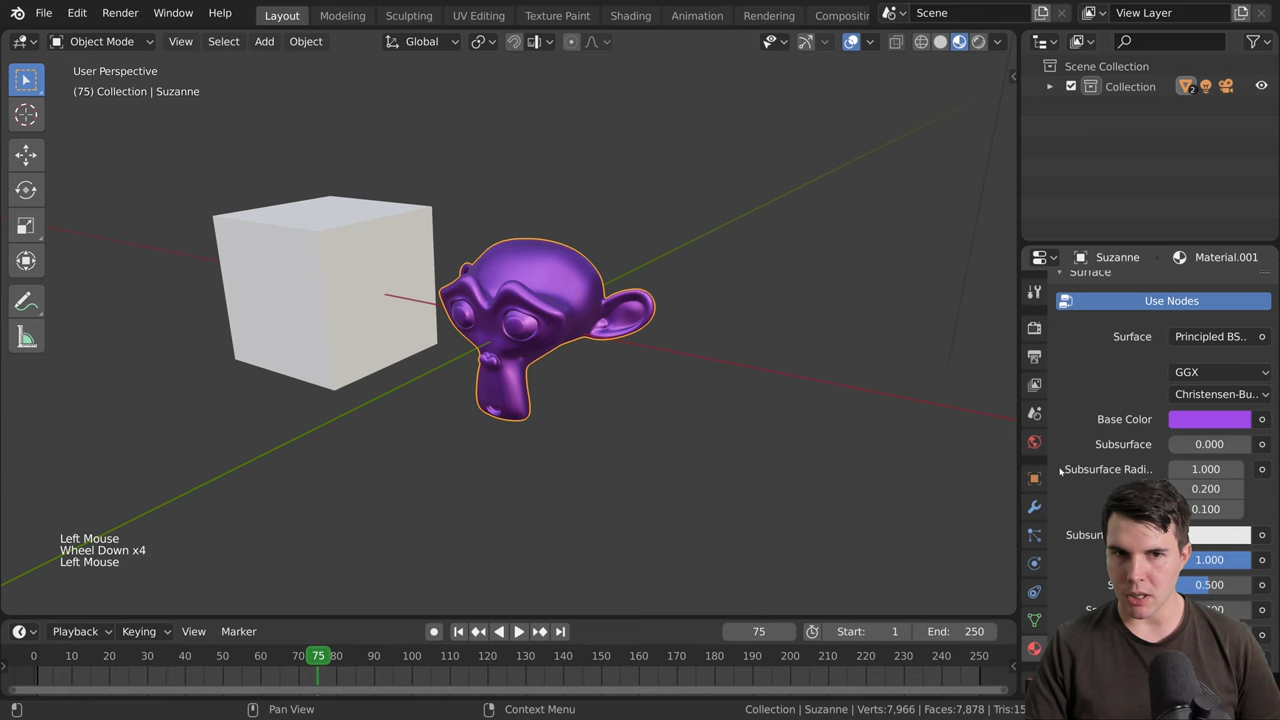 File Edit Render Window Help Layout Modeling Sculpting UV Editing Texture Paint Shading Animation Rendering Scene View Layer
Object Mode View Select Add Object Global
User Perspective
(75) Collection | Suzanne
Scene Collection
Collection 2
Suzanne Material.001
Surface
Use Nodes
Surface Principled BS..
GGX
Christensen-Bu..
Base Color
Subsurface 0.000
Subsurface Radi.. 1.000
0.200
0.100
1.000
0.500
Left Mouse
Wheel Down x4
Left Mouse
Playback Keying View Marker 75 Start: 1 End: 250
0 10 20 30 40 50 60 70 75 80 90 100 110 120 130 140 150 160 170 180 190 200 210 220 230 240 250
Pan View Context Menu Collection | Suzanne Verts:7,966 Faces:7,878